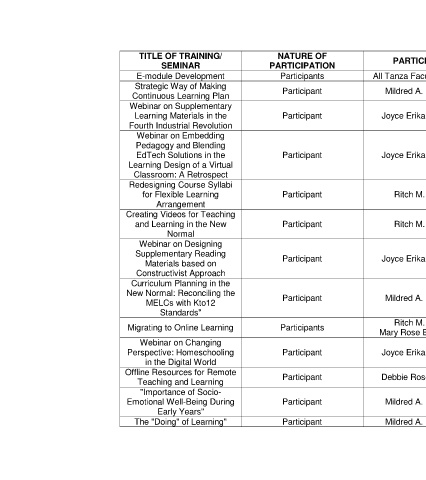 TITLE OF TRAINING/
SEMINAR
NATURE OF
PARTICIPATION
PARTICI
E-module Development
Participants
All Tanza Facu
Strategic Way of Making
Continuous Learning Plan
Participant
Mildred A.
Webinar on Supplementary
Learning Materials in the
Fourth Industrial Revolution
Participant
Joyce Erika
Webinar on Embedding
Pedagogy and Blending
EdTech Solutions in the
Learning Design of a Virtual
Classroom: A Retrospect
Participant
Joyce Erika
Redesigning Course Syllabi
for Flexible Learning
Arrangement
Participant
Ritch M.
Creating Videos for Teaching
and Learning in the New
Normal
Participant
Ritch M.
Webinar on Designing
Supplementary Reading
Materials based on
Constructivist Approach
Participant
Joyce Erika
Curriculum Planning in the
New Normal: Reconciling the
MELCs with Kto12
Standards"
Participant
Mildred A.
Migrating to Online Learning
Participants
Ritch M.
Mary Rose E
Webinar on Changing
Perspective: Homeschooling
in the Digital World
Participant
Joyce Erika
Offline Resources for Remote
Teaching and Learning
Participant
Debbie Ros
"Importance of Socio-
Emotional Well-Being During
Early Years"
Participant
Mildred A.
The "Doing" of Learning"
Participant
Mildred A.